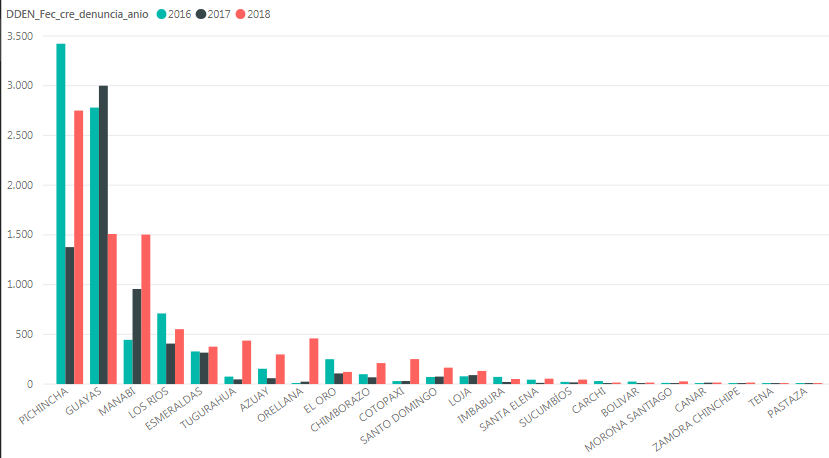 DDEN_Fec_cre_denuncia_anio 2016 2017 2018
3.500
3.000
2.500
2.000
1.500
1.000
500
0
PICHINCHA
GUAYAS
MANABÍ
LOS RIOS
ESMERALDAS
TUGURAHUA
AZUAY
ORELLANA
EL ORO
CHIMBORAZO
COTOPAXI
SANTO DOMINGO
LOJA
IMBABURA
SANTA ELENA
SUCUMBÍOS
CARCHI
BOLIVAR
MORONA SANTIAGO
CANAR
ZAMORA CHINCHIPE
TENA
PASTAZA